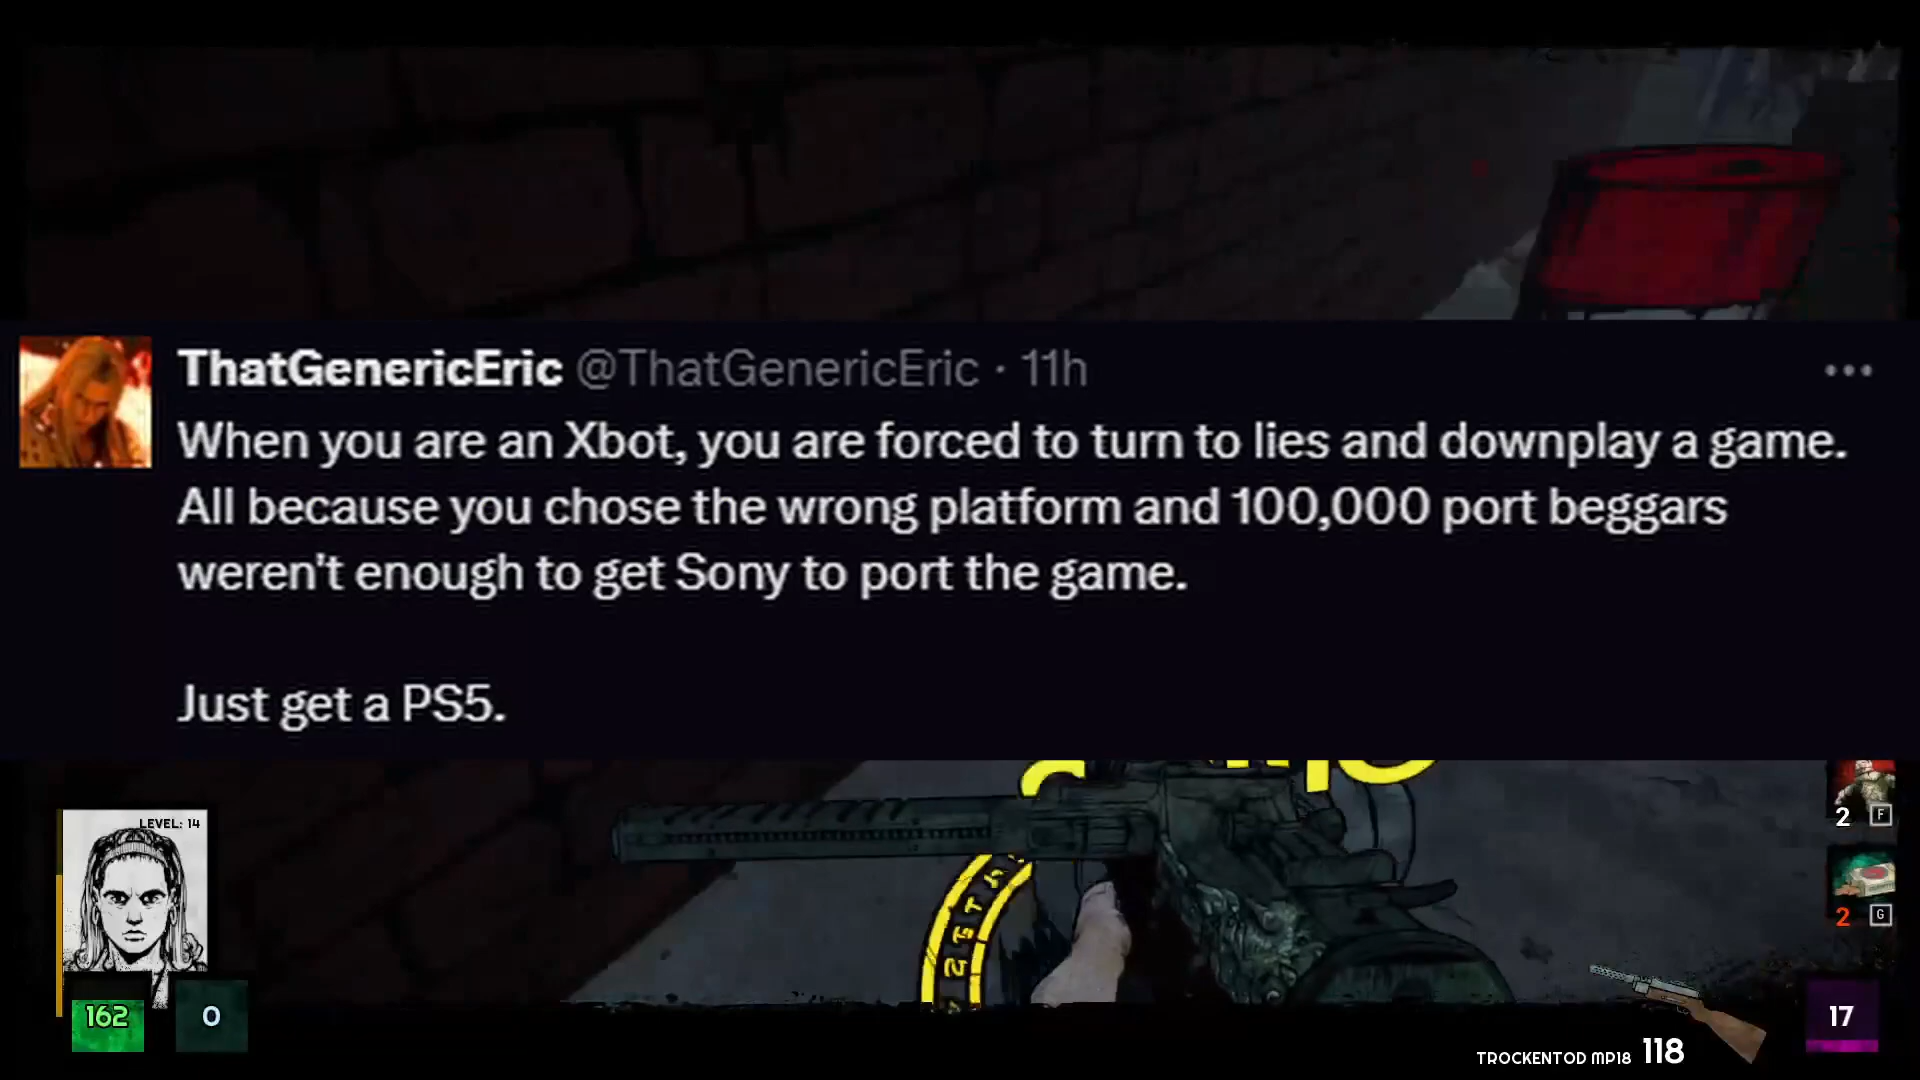 ThatGenericEric @ThatGenericEric · 11h
When you are an Xbot, you are forced to turn to lies and downplay a game.
All because you chose the wrong platform and 100,000 port beggars
weren't enough to get Sony to port the game.
Just get a PS5.
LEVEL: 14
2 F
2 G
162 0
17
TROCKENTOD MP18 118